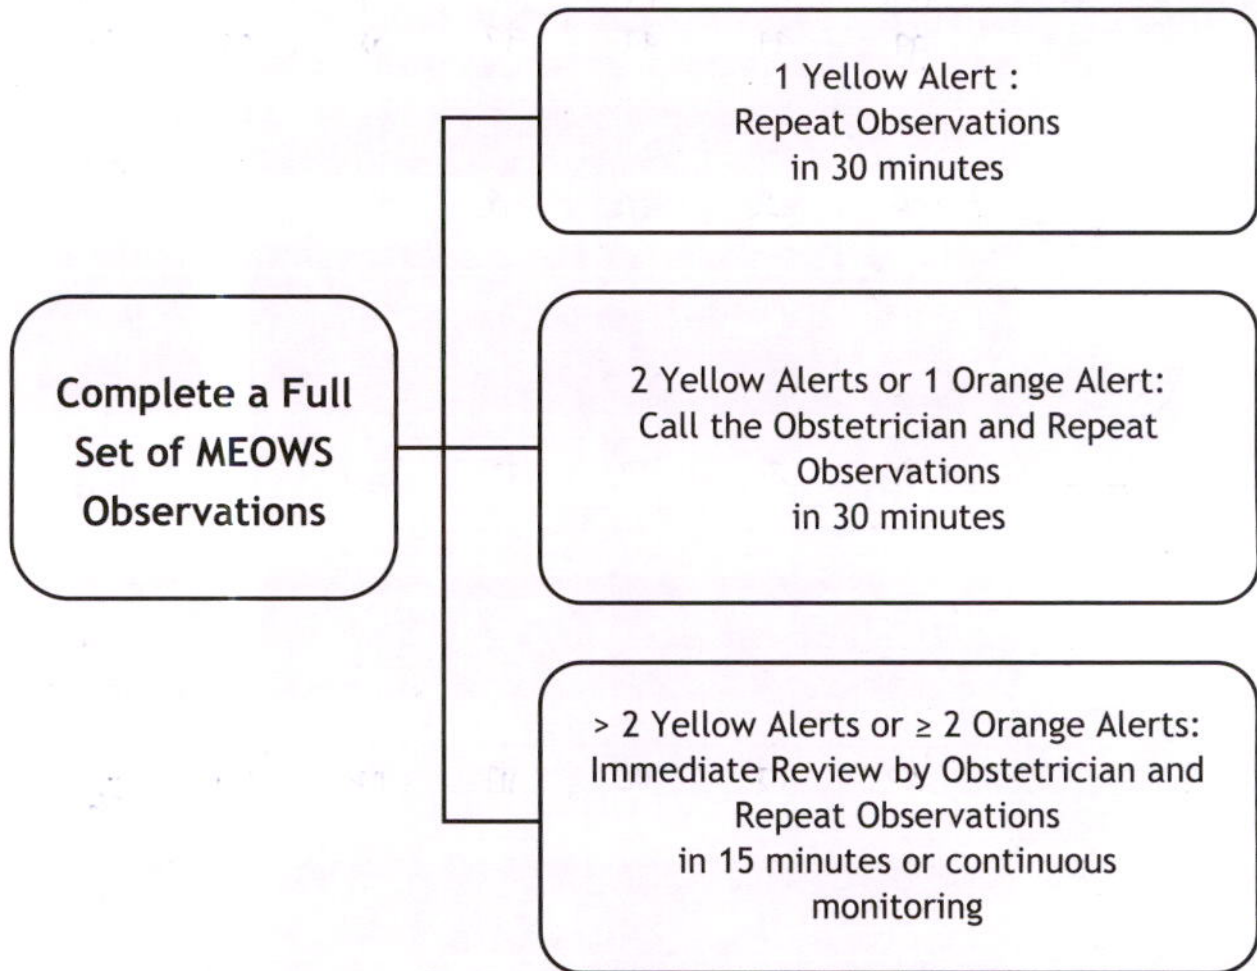 Complete a Full
Set of MEOWS
Observations
1 Yellow Alert :
Repeat Observations
in 30 minutes
2 Yellow Alerts or 1 Orange Alert:
Call the Obstetrician and Repeat
Observations
in 30 minutes
> 2 Yellow Alerts or ≥ 2 Orange Alerts:
Immediate Review by Obstetrician and
Repeat Observations
in 15 minutes or continuous
monitoring